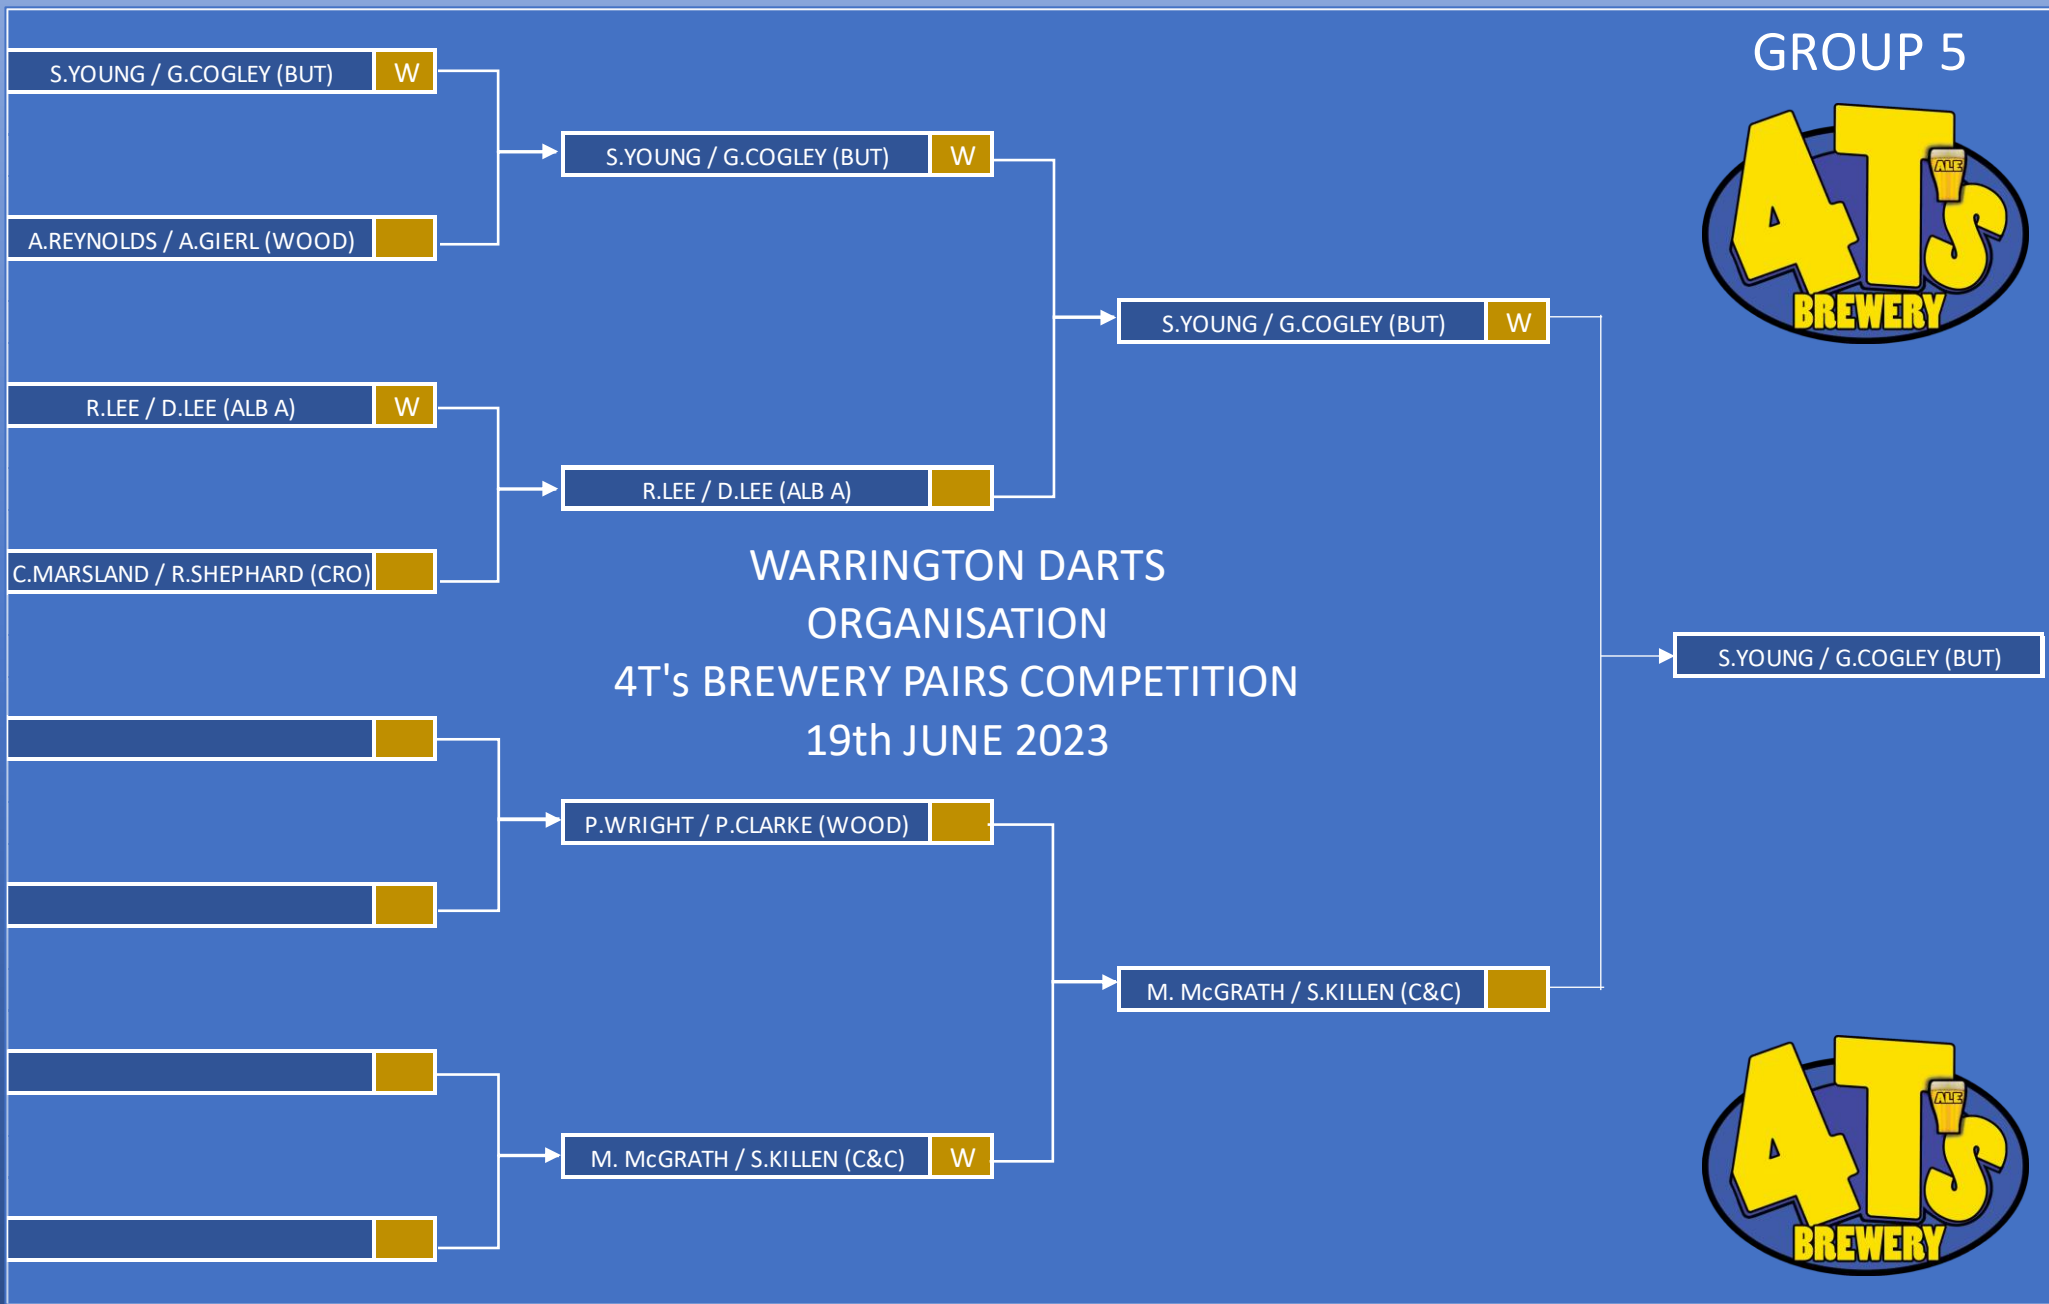 GROUP 5
S.YOUNG / G.COGLEY (BUT) W
A.REYNOLDS / A.GIERL (WOOD)
R.LEE / D.LEE (ALB A) W
C.MARSLAND / R.SHEPHARD (CRO)
S.YOUNG / G.COGLEY (BUT) W
R.LEE / D.LEE (ALB A)
P.WRIGHT / P.CLARKE (WOOD)
M. McGRATH / S.KILLEN (C&C) W
S.YOUNG / G.COGLEY (BUT) W
M. McGRATH / S.KILLEN (C&C)
S.YOUNG / G.COGLEY (BUT)
WARRINGTON DARTS
ORGANISATION
4T's BREWERY PAIRS COMPETITION
19th JUNE 2023
4T's
ALE
BREWERY
4T's
ALE
BREWERY